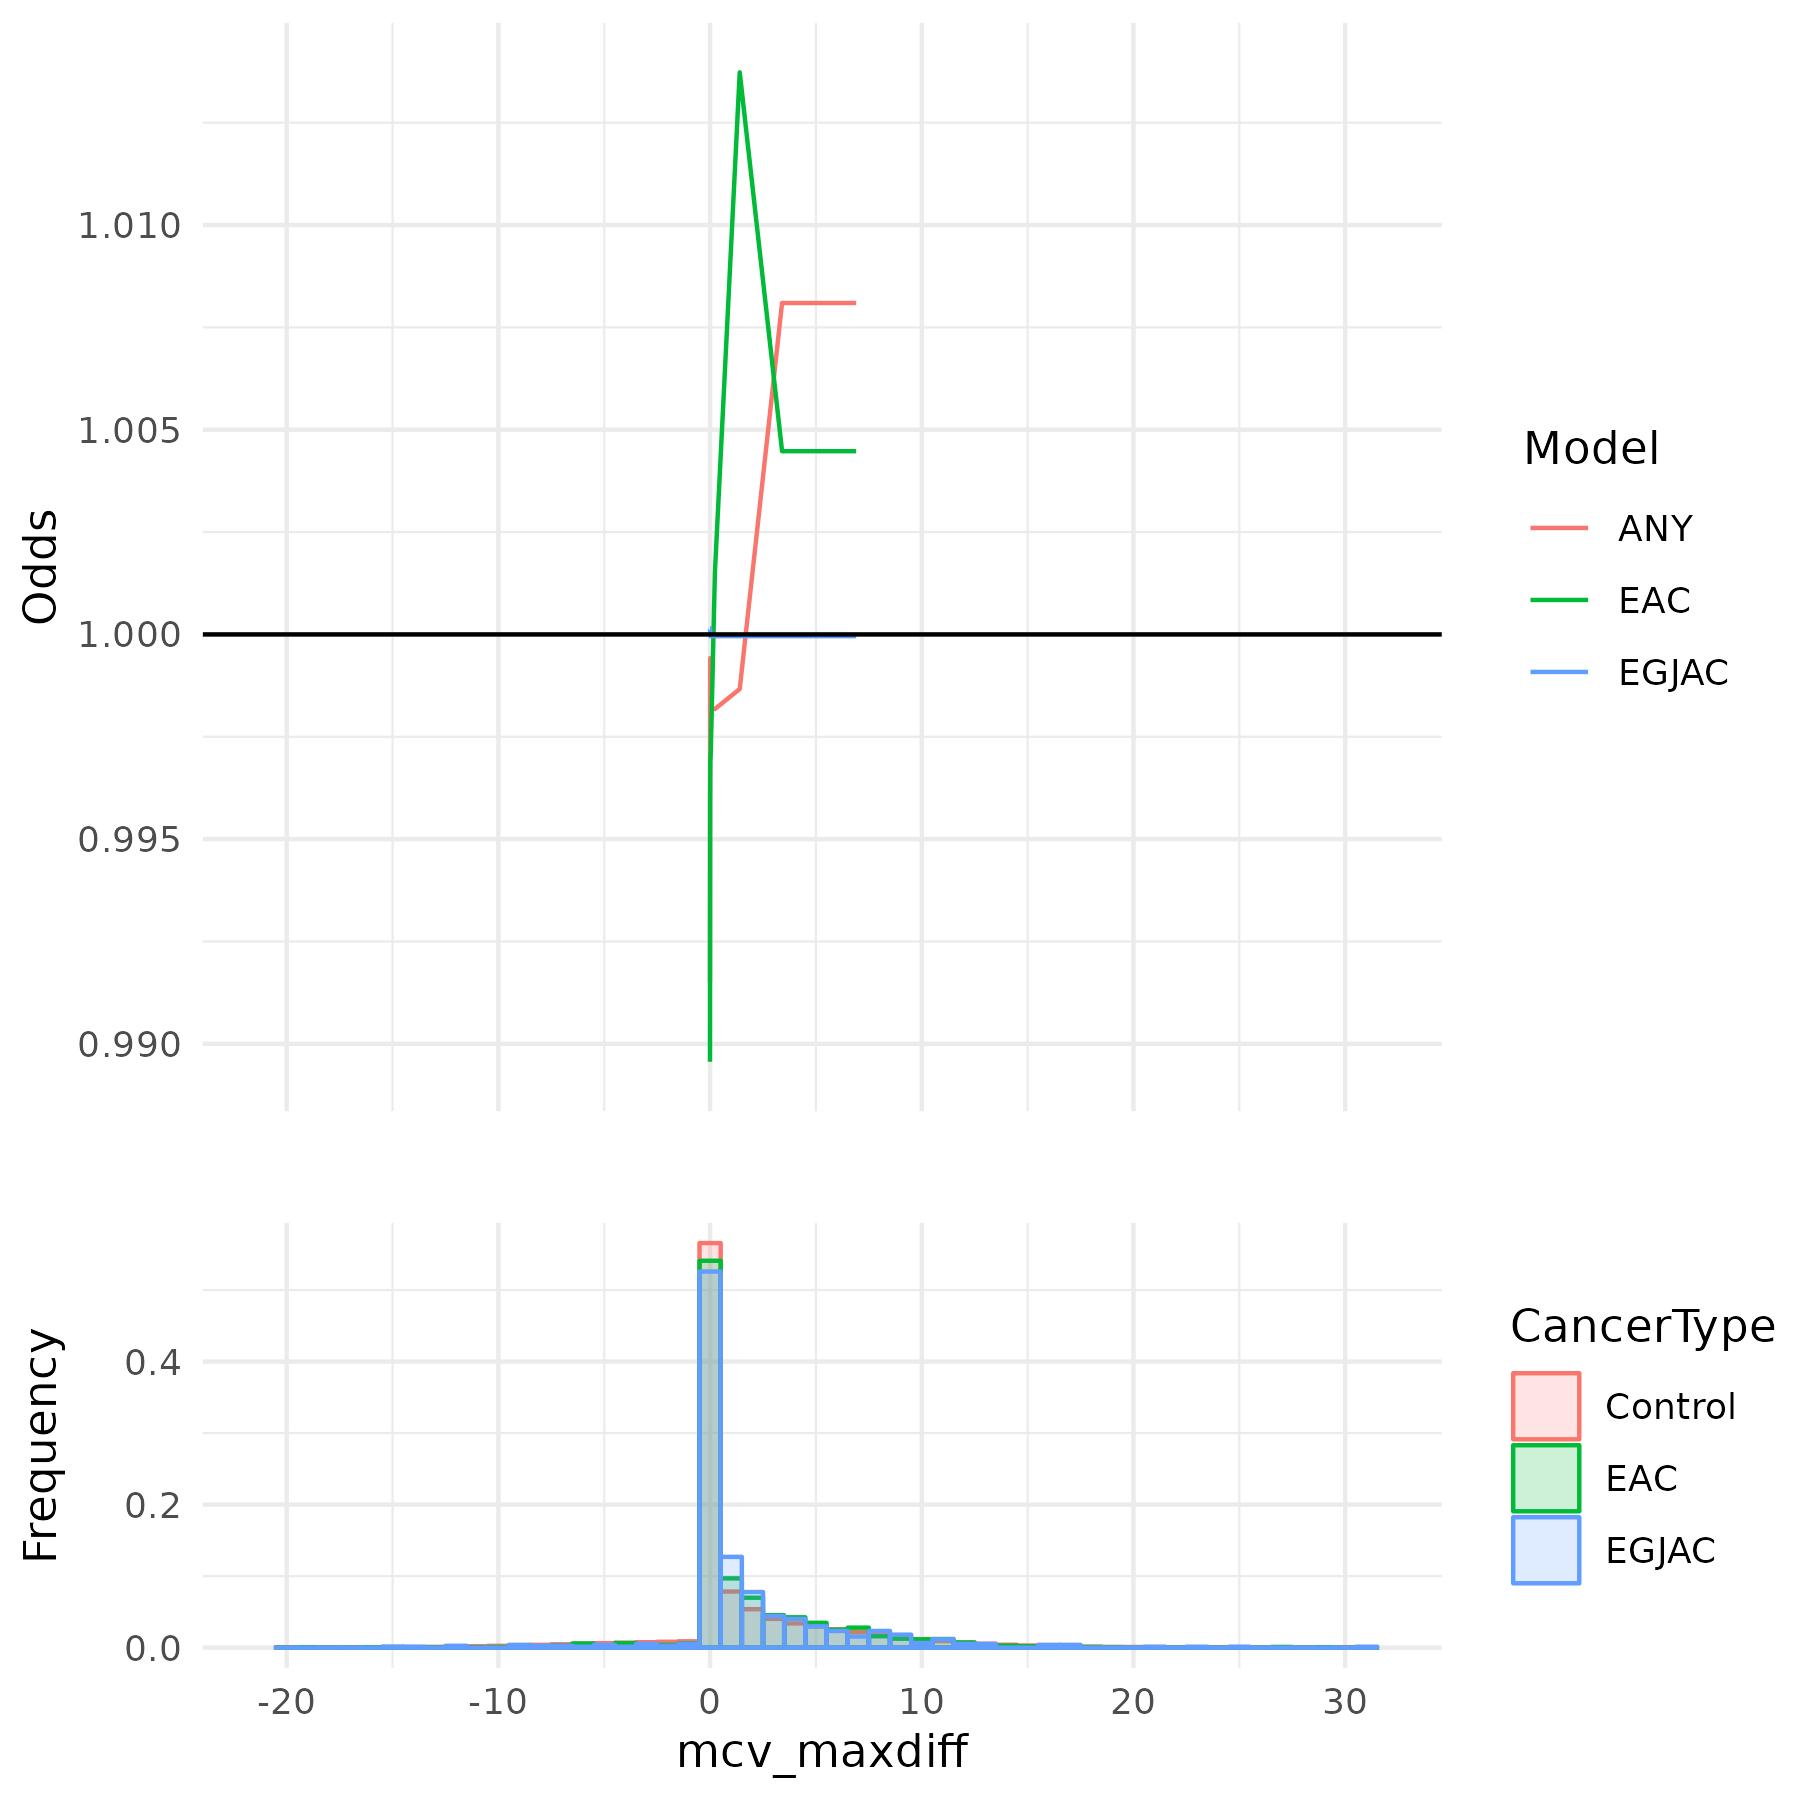 Odds
1.010
1.005
1.000
0.995
0.990
Model
ANY
EAC
EGJAC
Frequency
0.4
0.2
0.0
-20 -10 0 10 20 30
mcv_maxdiff
CancerType
Control
EAC
EGJAC